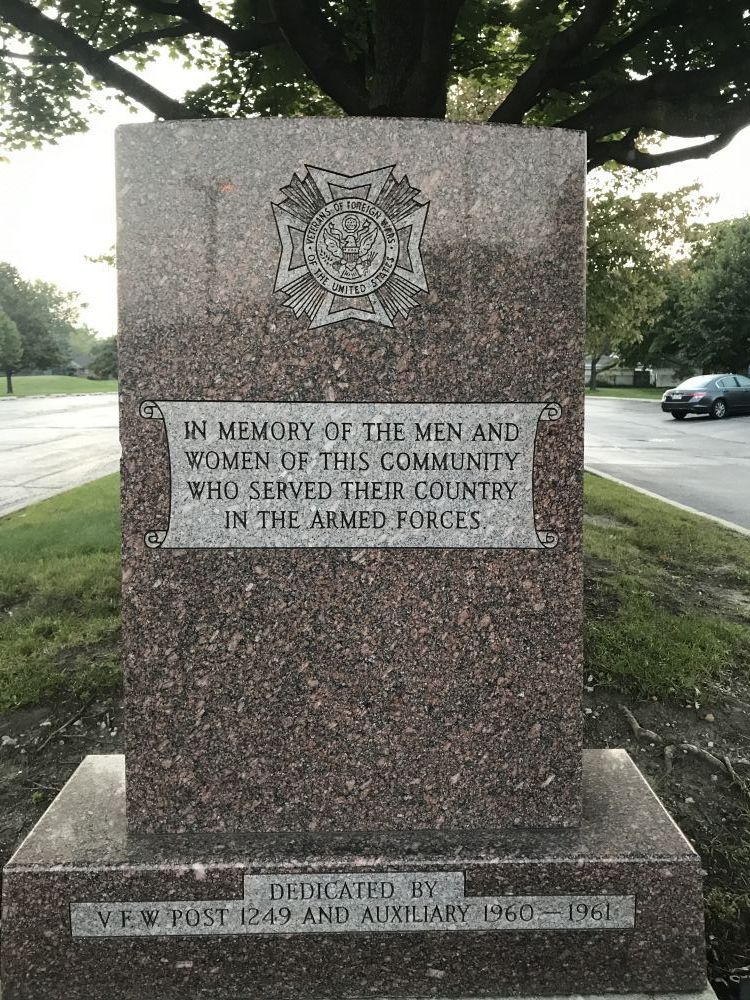 VETERANS OF FOREIGN WARS
OF THE UNITED STATES
IN MEMORY OF THE MEN AND
WOMEN OF THIS COMMUNITY
WHO SERVED THEIR COUNTRY
IN THE ARMED FORCES
DEDICATED BY
V.F.W. POST 1249 AND AUXILIARY 1960—1961